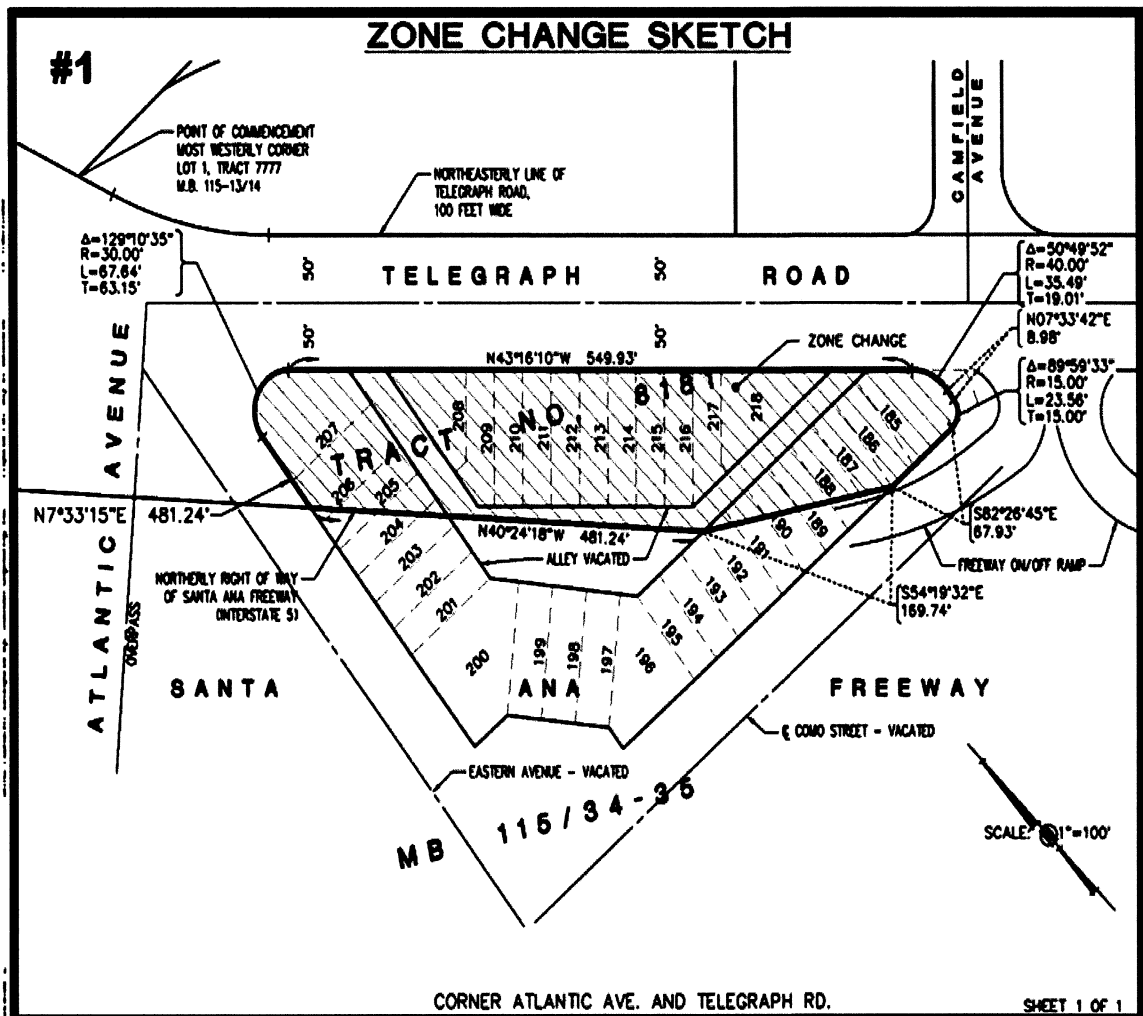 ZONE CHANGE SKETCH
#1
POINT OF COMMENCEMENT
MOST WESTERLY CORNER
LOT 1, TRACT 7777
M.B. 115-13/14
NORTHEASTERLY LINE OF
TELEGRAPH ROAD,
100 FEET WIDE
CAMFIELD
AVENUE
Δ=129°10'35"
R=30.00'
L=67.64'
T=63.15'
50'
TELEGRAPH ROAD
50'
Δ=50°49'52"
R=40.00'
L=35.49'
T=19.01'
N07°33'42"E
8.98'
Δ=89°59'33"
R=15.00'
L=23.56'
T=15.00'
50'
50'
N43°16'10"W 549.93'
ZONE CHANGE
ATLANTIC AVENUE
TRACT NO 8181
207
206
205
204
203
202
201
200
199
198
197
196
195
194
193
192
191
190
189
188
187
186
185
208
209
210
211
212
213
214
215
216
217
218
N7°33'15"E 481.24'
N40°24'18"W 481.24'
ALLEY VACATED
NORTHERLY RIGHT OF WAY
OF SANTA ANA FREEWAY
(INTERSTATE 5)
S82°26'45"E
67.93'
FREEWAY ON/OFF RAMP
S54°19'32"E
169.74'
OVERPASS
SANTA ANA FREEWAY
℄ COMO STREET - VACATED
EASTERN AVENUE - VACATED
MB 115/34-35
SCALE: 1"=100'
CORNER ATLANTIC AVE. AND TELEGRAPH RD.
SHEET 1 OF 1